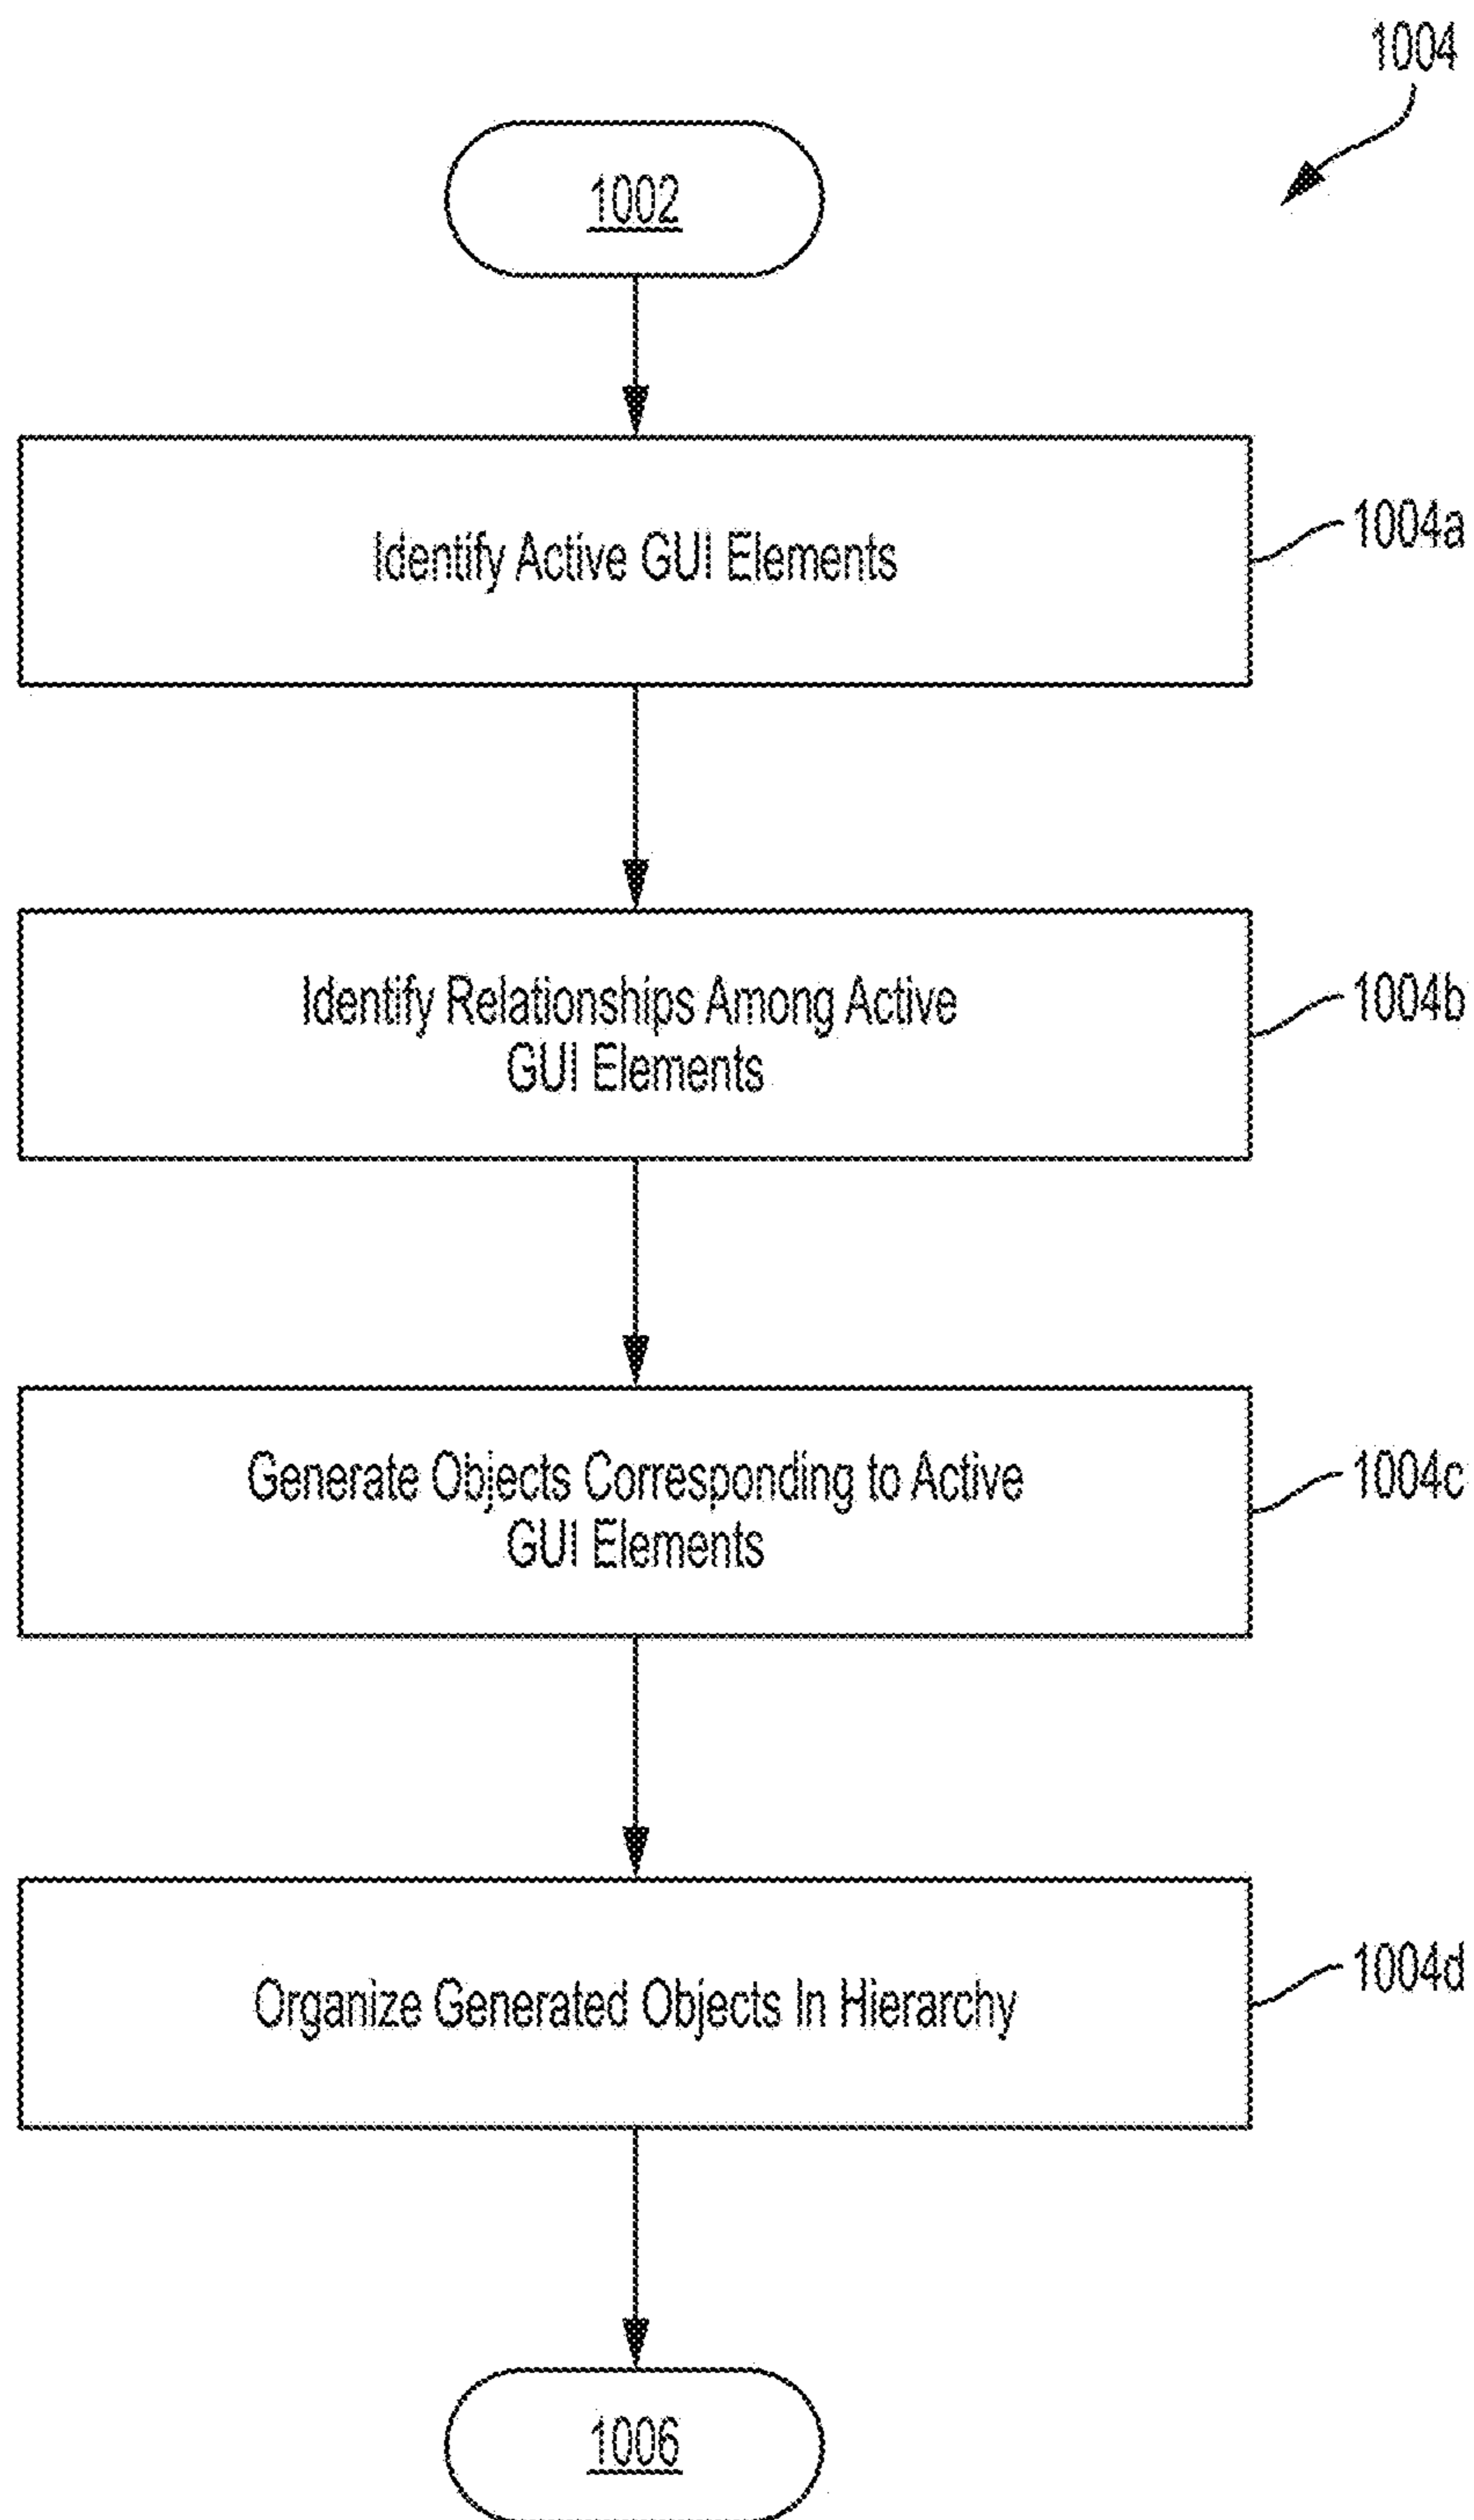 1004
1002
Identify Active GUI Elements
1004a
Identify Relationships Among Active
GUI Elements
1004b
Generate Objects Corresponding to Active
GUI Elements
1004c
Organize Generated Objects In Hierarchy
1004d
1006